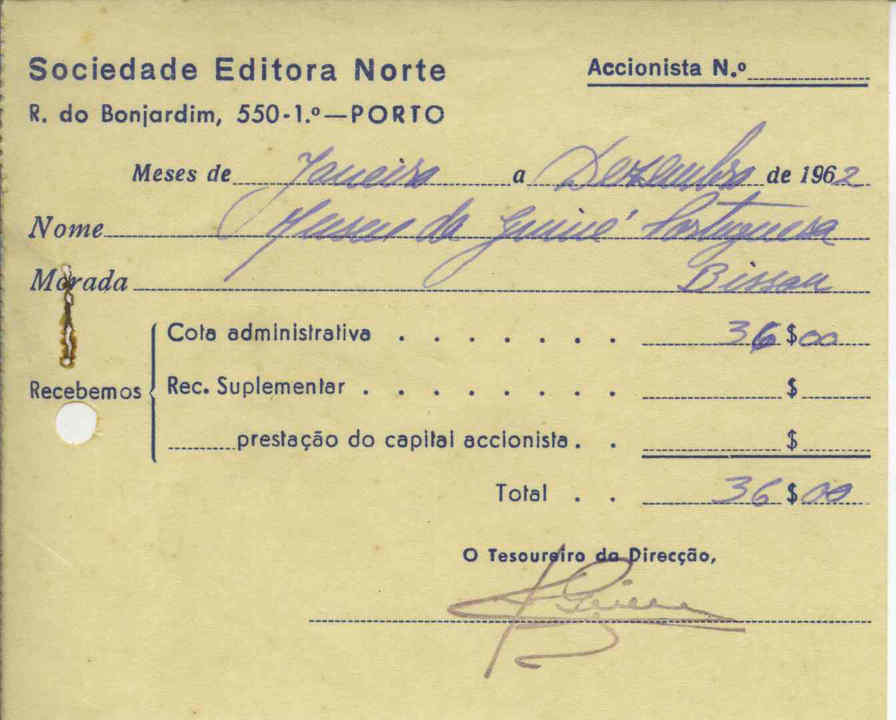 Sociedade Editora Norte
Accionista N.º
R. do Bonjardim, 550-1.º—PORTO
Meses de Janeiro a Dezembro de 1962
Nome Museu da Guiné Portuguesa
Morada Bissau
Recebemos
Cota administrativa . . . . . . . 36$00
Rec. Suplementar . . . . . . . . $
prestação do capital accionista. . $
Total . . 36$00
O Tesoureiro da Direcção,